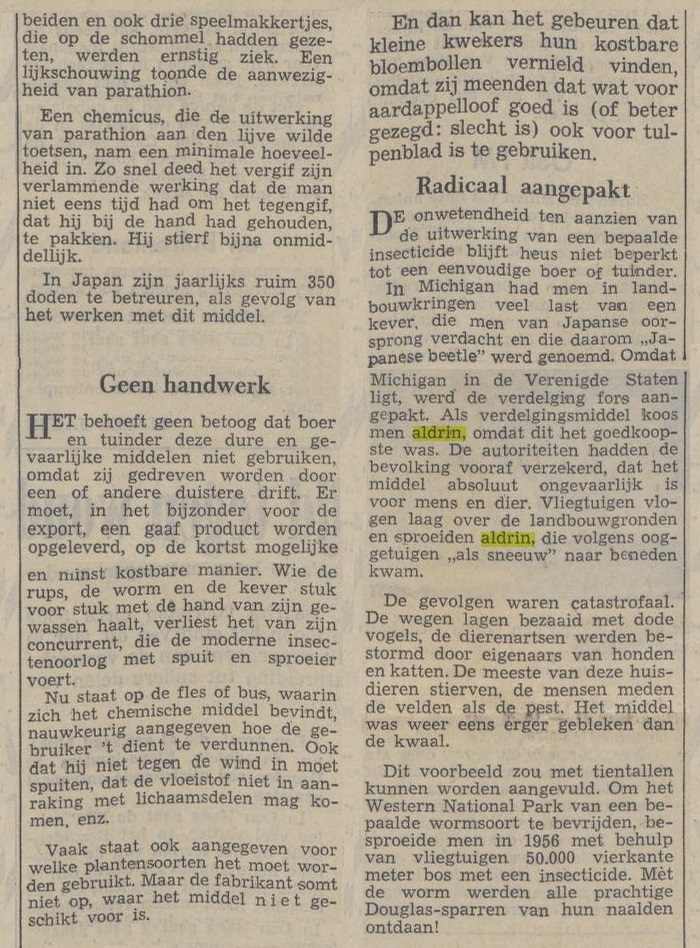 beiden en ook drie speelmakkertjes,
die op de schommel hadden geze-
ten, werden ernstig ziek. Een
lijkschouwing toonde de aanwezig-
heid van parathion.
Een chemicus, die de uitwerking
van parathion aan den lijve wilde
toetsen, nam een minimale hoeveel-
heid in. Zo snel deed het vergif zijn
verlammende werking dat de man
niet eens tijd had om het tegengif,
dat hij bij de hand had gehouden,
te pakken. Hij stierf bijna onmid-
dellijk.
In Japan zijn jaarlijks ruim 350
doden te betreuren, als gevolg van
het werken met dit middel.
Geen handwerk
HET behoeft geen betoog dat boer
en tuinder deze dure en ge-
vaarlijke middelen niet gebruiken,
omdat zij gedreven worden door
een of andere duistere drift. Er
moet, in het bijzonder voor de
export, een gaaf product worden
opgeleverd, op de kortst mogelijke
en minst kostbare manier. Wie de
rups, de worm en de kever stuk
voor stuk met de hand van zijn ge-
wassen haalt, verliest het van zijn
concurrent, die de moderne insec-
tenoorlog met spuit en sproeier
voert.
Nu staat op de fles of bus, waarin
zich het chemische middel bevindt,
nauwkeurig aangegeven hoe de ge-
bruiker 't dient te verdunnen. Ook
dat hij niet tegen de wind in moet
spuiten, dat de vloeistof niet in aan-
raking met lichaamsdelen mag ko-
men, enz.
Vaak staat ook aangegeven voor
welke plantensoorten het moet wor-
den gebruikt. Maar de fabrikant somt
niet op, waar het middel niet ge-
schikt voor is.
En dan kan het gebeuren dat
kleine kwekers hun kostbare
bloembollen vernield vinden,
omdat zij meenden dat wat voor
aardappelloof goed is (of beter
gezegd: slecht is) ook voor tul-
penblad is te gebruiken.
Radicaal aangepakt
DE onwetendheid ten aanzien van
de uitwerking van een bepaalde
insecticide blijft heus niet beperkt
tot een eenvoudige boer of tuinder.
In Michigan had men in land-
bouwkringen veel last van een
kever, die men van Japanse oor-
sprong verdacht en die daarom „Ja-
panese beetle” werd genoemd. Omdat
Michigan in de Verenigde Staten
ligt, werd de verdelging fors aan-
gepakt. Als verdelgingsmiddel koos
men aldrin, omdat dit het goedkoop-
ste was. De autoriteiten hadden de
bevolking vooraf verzekerd, dat het
middel absoluut ongevaarlijk is
voor mens en dier. Vliegtuigen vlo-
gen laag over de landbouwgronden
en sproeiden aldrin, die volgens oog-
getuigen „als sneeuw” naar beneden
kwam.
De gevolgen waren catastrofaal.
De wegen lagen bezaaid met dode
vogels, de dierenartsen werden be-
stormd door eigenaars van honden
en katten. De meeste van deze huis-
dieren stierven, de mensen meden
de velden als de pest. Het middel
was weer eens erger gebleken dan
de kwaal.
Dit voorbeeld zou met tientallen
kunnen worden aangevuld. Om het
Western National Park van een be-
paalde wormsoort te bevrijden, be-
sproeide men in 1956 met behulp
van vliegtuigen 50.000 vierkante
meter bos met een insecticide. Mèt
de worm werden alle prachtige
Douglas-sparren van hun naalden
ontdaan!